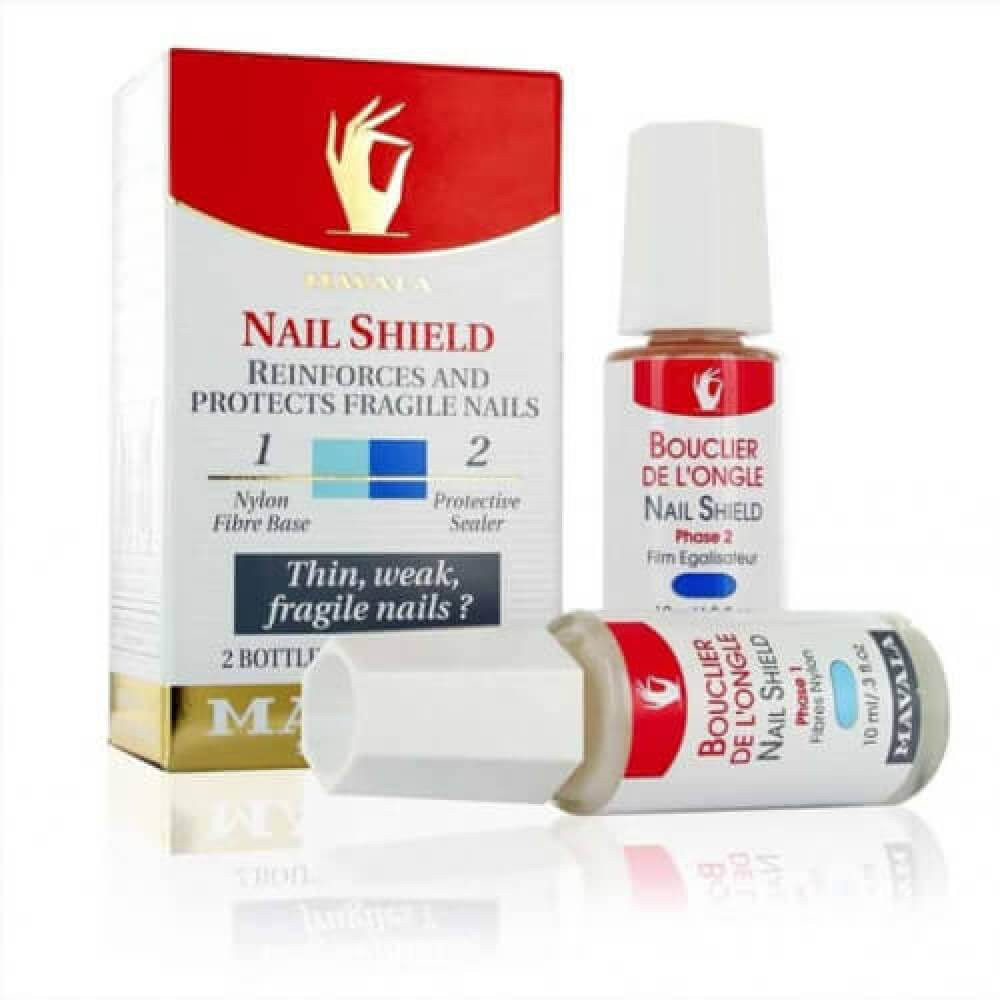 MAVALA
NAIL SHIELD
REINFORCES AND
PROTECTS FRAGILE NAILS
1
2
Nylon
Fibre Base
Protective
Sealer
Thin, weak,
fragile nails ?
2 BOTTLE
MA
BOUCLIER
DE L'ONGLE
NAIL SHIELD
Phase 2
Film Egalisateur
BOUCLIER
DE L'ONGLE
NAIL SHIELD
Phase 1
Fibres Nylon
10 ml/.3 fl oz
MAVALA